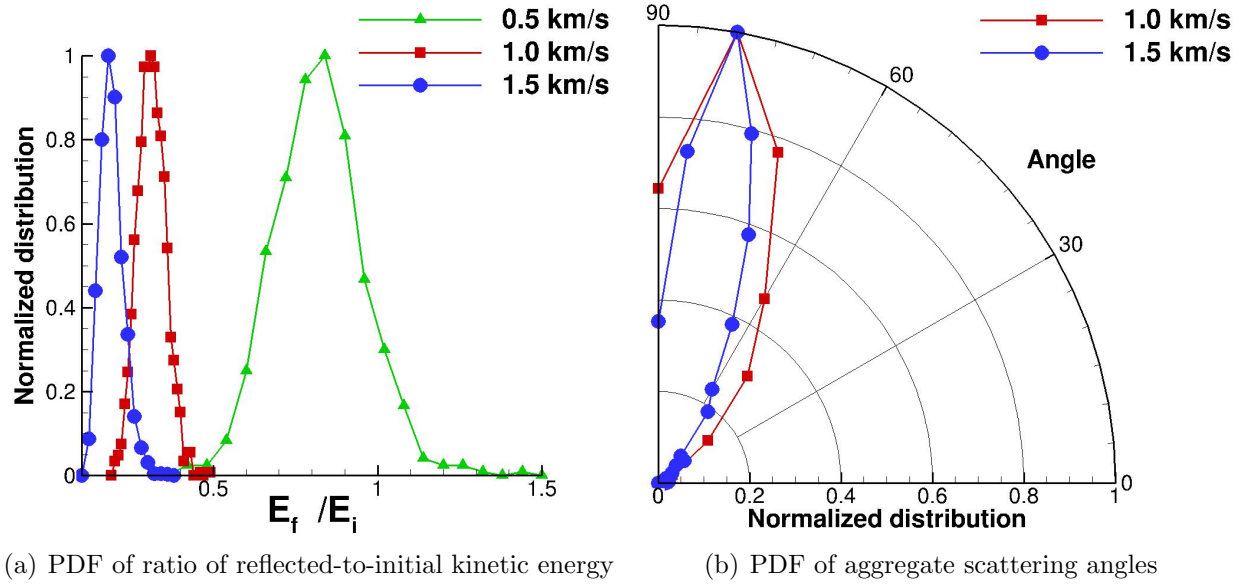 0.5 km/s
1.0 km/s
1.5 km/s
1
0.8
0.6
0.4
0.2
0
Normalized distribution
0.5
1
1.5
E_f /E_i
1.0 km/s
1.5 km/s
90
60
30
0
Angle
0
0.2
0.4
0.6
0.8
1
Normalized distribution
(a) PDF of ratio of reflected-to-initial kinetic energy
(b) PDF of aggregate scattering angles